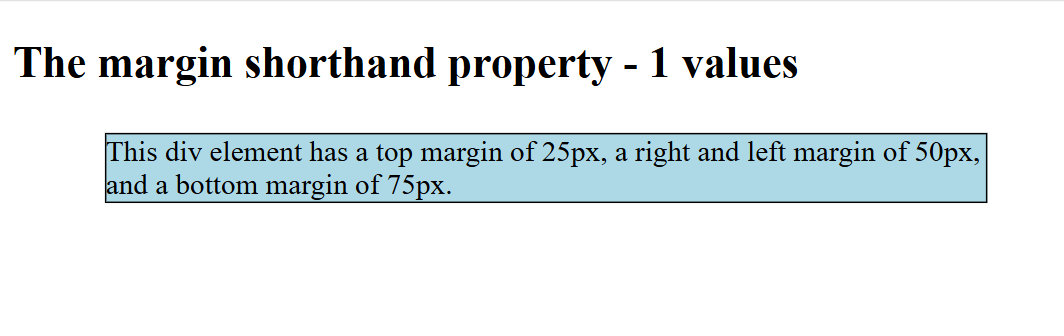 The margin shorthand property - 1 values
This div element has a top margin of 25px, a right and left margin of 50px,
and a bottom margin of 75px.